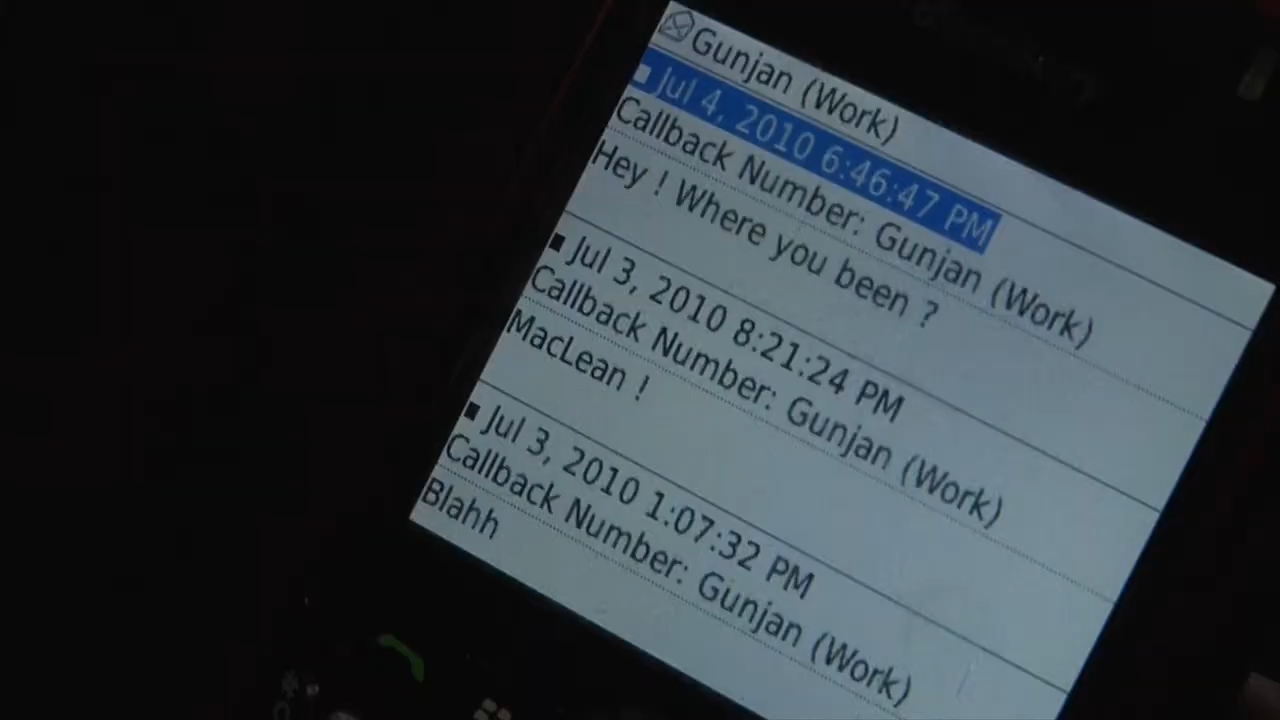 Gunjan (Work)
Jul 4, 2010 6:46:47 PM
Callback Number: Gunjan (Work)
Hey ! Where you been ?
Jul 3, 2010 8:21:24 PM
Callback Number: Gunjan (Work)
MacLean !
Jul 3, 2010 1:07:32 PM
Callback Number: Gunjan (Work)
Blahh